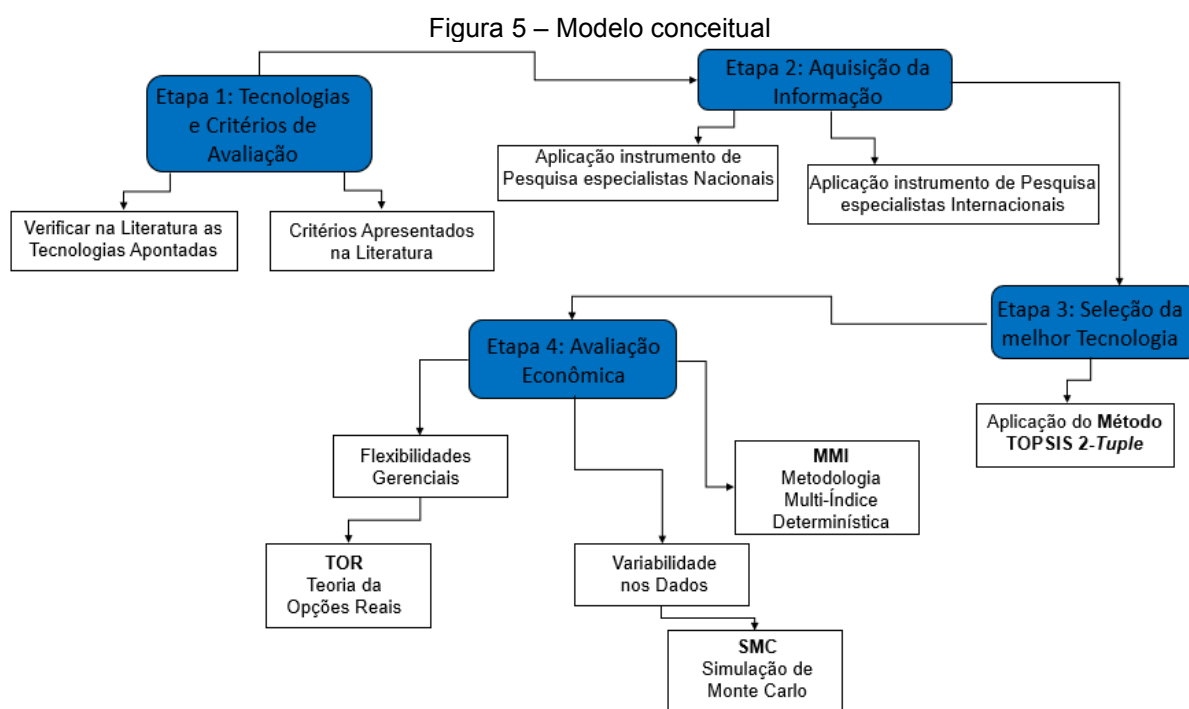 Figura 5 – Modelo conceitual
Etapa 1: Tecnologias
e Critérios de
Avaliação
Etapa 2: Aquisição da
Informação
Aplicação instrumento de
Pesquisa especialistas Nacionais
Aplicação instrumento de Pesquisa
especialistas Internacionais
Verificar na Literatura as
Tecnologias Apontadas
Critérios Apresentados
na Literatura
Etapa 3: Seleção da
melhor Tecnologia
Aplicação do Método
TOPSIS 2-Tuple
Etapa 4: Avaliação
Econômica
Flexibilidades
Gerenciais
MMI
Metodologia
Multi-Índice
Determinística
TOR
Teoria da
Opções Reais
Variabilidade
nos Dados
SMC
Simulação de
Monte Carlo